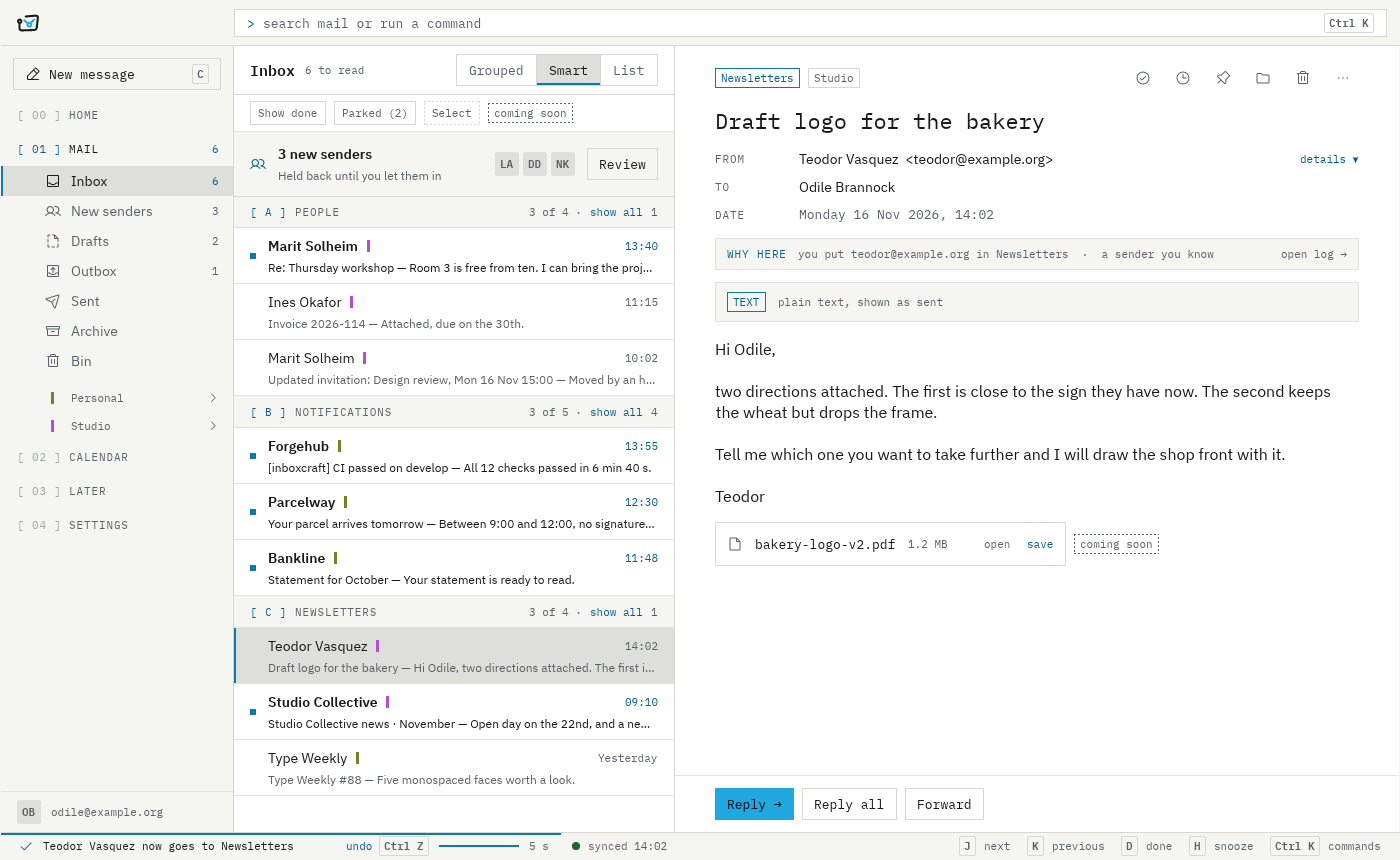 > search mail or run a command Ctrl K
New message C
[ 00 ] HOME
[ 01 ] MAIL 6
Inbox 6
New senders 3
Drafts 2
Outbox 1
Sent
Archive
Bin
Personal
Studio
[ 02 ] CALENDAR
[ 03 ] LATER
[ 04 ] SETTINGS
OB odile@example.org
Inbox 6 to read Grouped Smart List
Show done Parked (2) Select coming soon
3 new senders
Held back until you let them in
LA DD NK Review
[ A ] PEOPLE 3 of 4 · show all 1
Marit Solheim 13:40
Re: Thursday workshop — Room 3 is free from ten. I can bring the proj…
Ines Okafor 11:15
Invoice 2026-114 — Attached, due on the 30th.
Marit Solheim 10:02
Updated invitation: Design review, Mon 16 Nov 15:00 — Moved by an h…
[ B ] NOTIFICATIONS 3 of 5 · show all 4
Forgehub 13:55
[inboxcraft] CI passed on develop — All 12 checks passed in 6 min 40 s.
Parcelway 12:30
Your parcel arrives tomorrow — Between 9:00 and 12:00, no signature…
Bankline 11:48
Statement for October — Your statement is ready to read.
[ C ] NEWSLETTERS 3 of 4 · show all 1
Teodor Vasquez 14:02
Draft logo for the bakery — Hi Odile, two directions attached. The first i…
Studio Collective 09:10
Studio Collective news · November — Open day on the 22nd, and a ne…
Type Weekly Yesterday
Type Weekly #88 — Five monospaced faces worth a look.
Newsletters Studio ···
Draft logo for the bakery
FROM Teodor Vasquez <teodor@example.org> details ▾
TO Odile Brannock
DATE Monday 16 Nov 2026, 14:02
WHY HERE you put teodor@example.org in Newsletters · a sender you know open log →
TEXT plain text, shown as sent
Hi Odile,
two directions attached. The first is close to the sign they have now. The second keeps
the wheat but drops the frame.
Tell me which one you want to take further and I will draw the shop front with it.
Teodor
bakery-logo-v2.pdf 1.2 MB open save coming soon
Reply → Reply all Forward
Teodor Vasquez now goes to Newsletters undo Ctrl Z 5 s synced 14:02 J next K previous D done H snooze Ctrl K commands